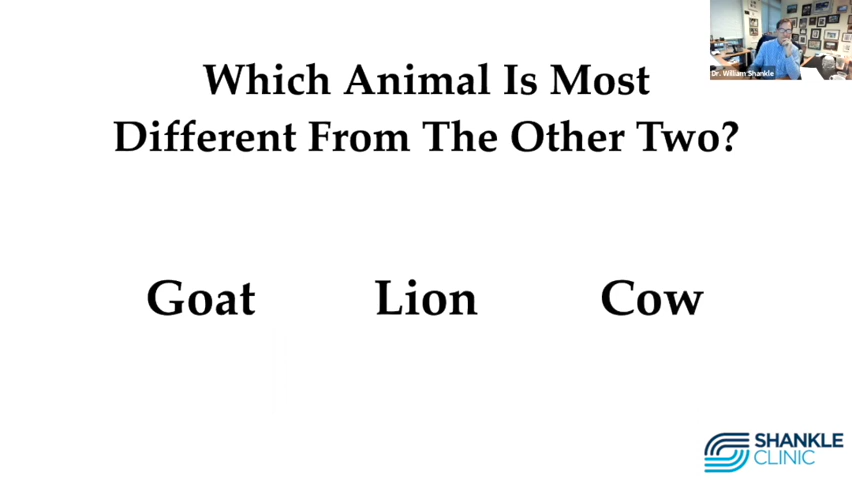 Dr. William Shankle
Which Animal Is Most
Different From The Other Two?
Goat Lion Cow
SHANKLE
CLINIC